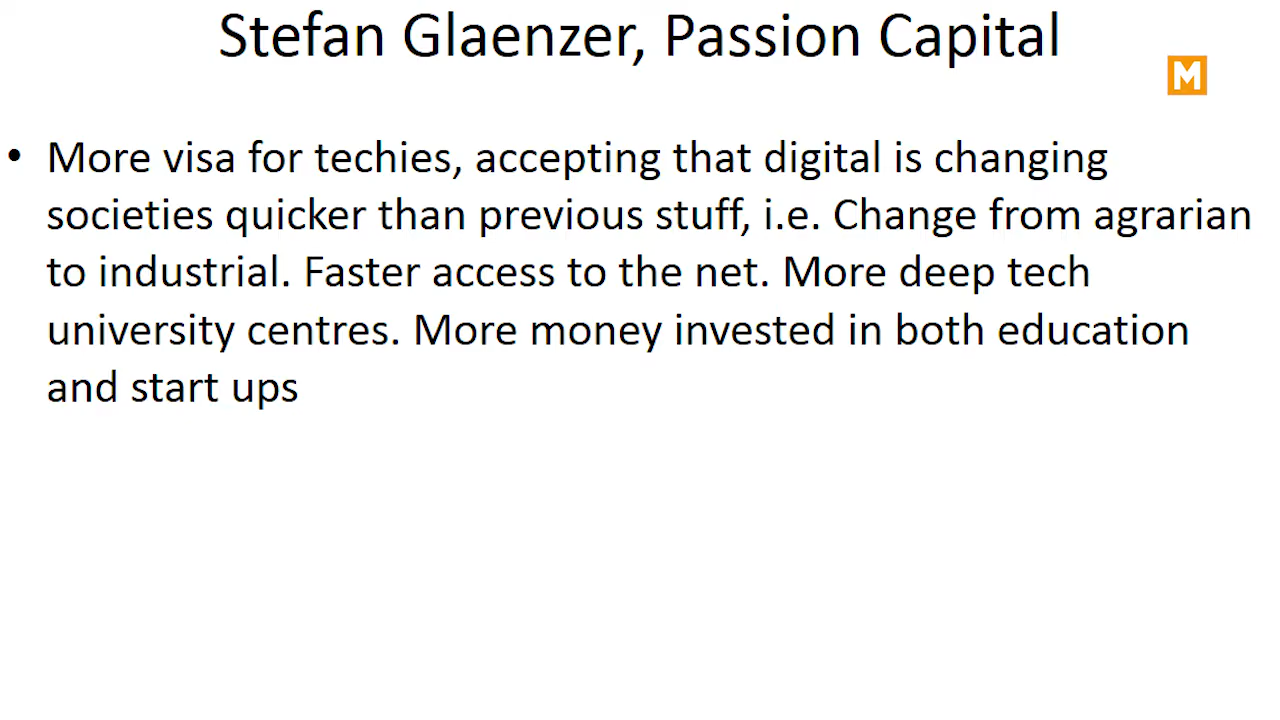 Stefan Glaenzer, Passion Capital
M
• More visa for techies, accepting that digital is changing
societies quicker than previous stuff, i.e. Change from agrarian
to industrial. Faster access to the net. More deep tech
university centres. More money invested in both education
and start ups